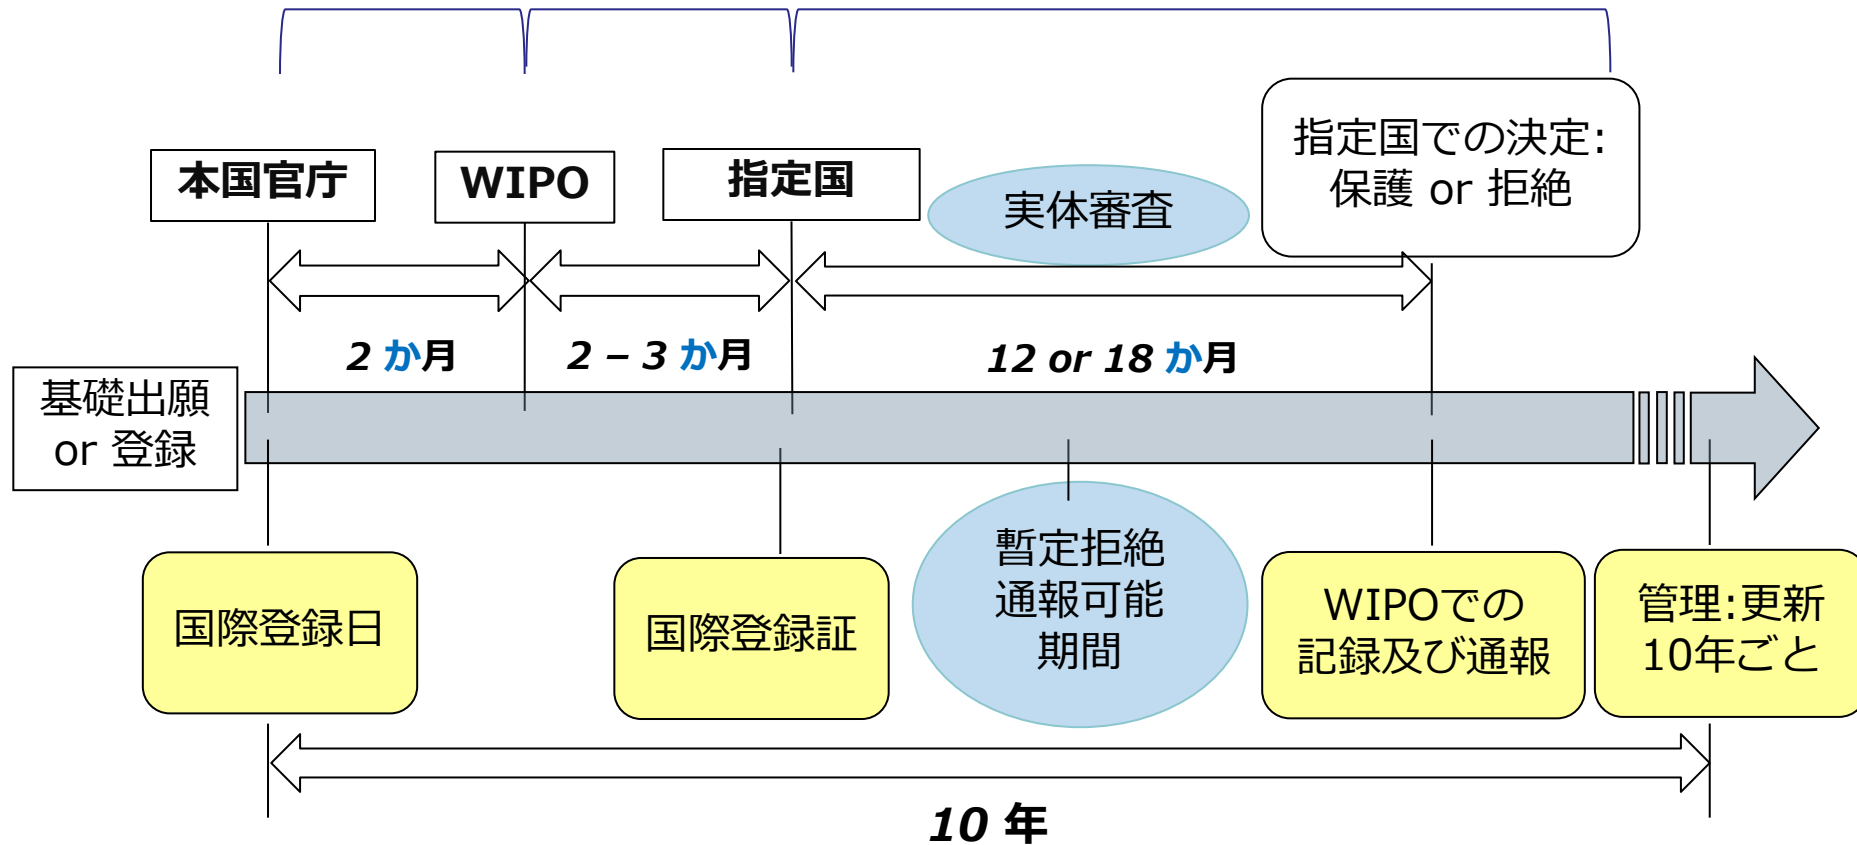 本国官庁
WIPO
指定国
実体審査
指定国での決定:
保護 or 拒絶
2 か月
2 – 3 か月
12 or 18 か月
基礎出願
or 登録
国際登録日
国際登録証
暫定拒絶
通報可能
期間
WIPOでの
記録及び通報
管理:更新
10年ごと
10 年